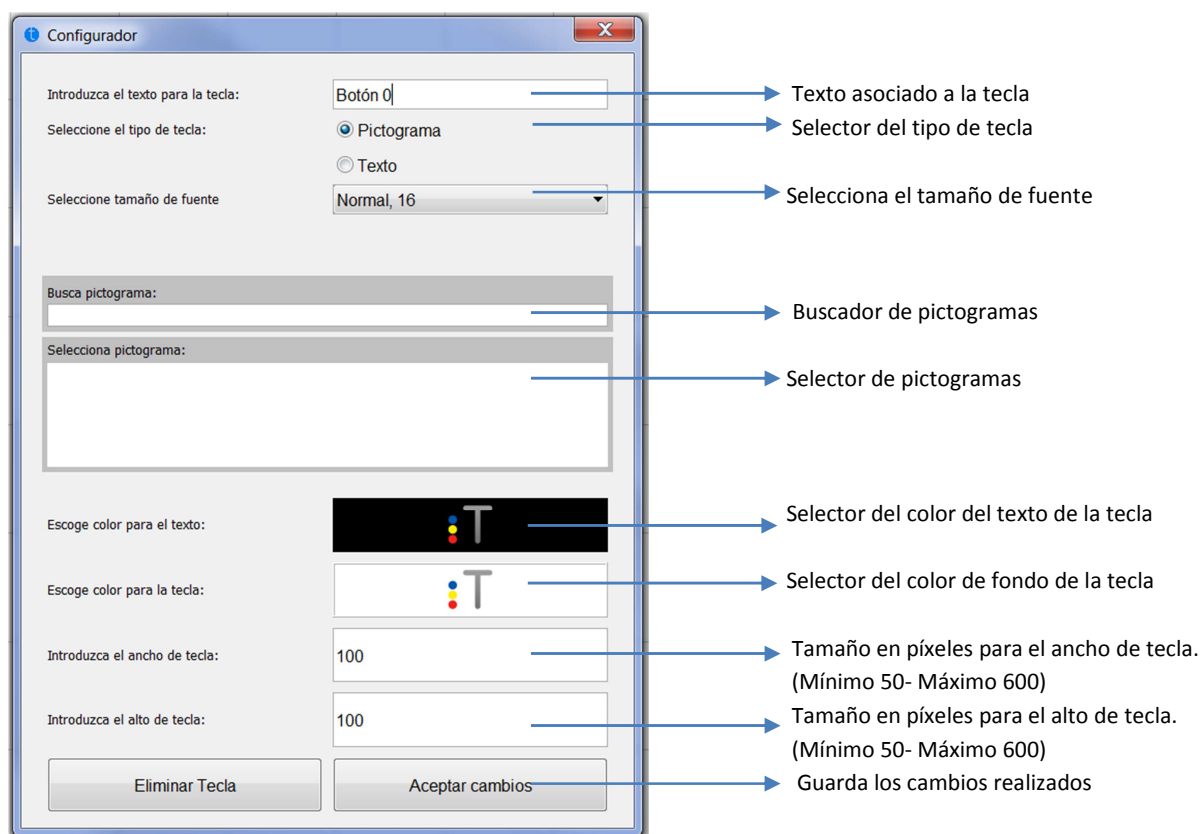 Configurador
Introduzca el texto para la tecla:
Botón 0
Texto asociado a la tecla
Seleccione el tipo de tecla:
Pictograma
Selector del tipo de tecla
Texto
Seleccione tamaño de fuente
Normal, 16
Selecciona el tamaño de fuente
Busca pictograma:
Buscador de pictogramas
Selecciona pictograma:
Selector de pictogramas
Escoge color para el texto:
T
Selector del color del texto de la tecla
Escoge color para la tecla:
T
Selector del color de fondo de la tecla
Introduzca el ancho de tecla:
100
Tamaño en píxeles para el ancho de tecla.
(Mínimo 50- Máximo 600)
Introduzca el alto de tecla:
100
Tamaño en píxeles para el alto de tecla.
(Mínimo 50- Máximo 600)
Eliminar Tecla
Aceptar cambios
Guarda los cambios realizados